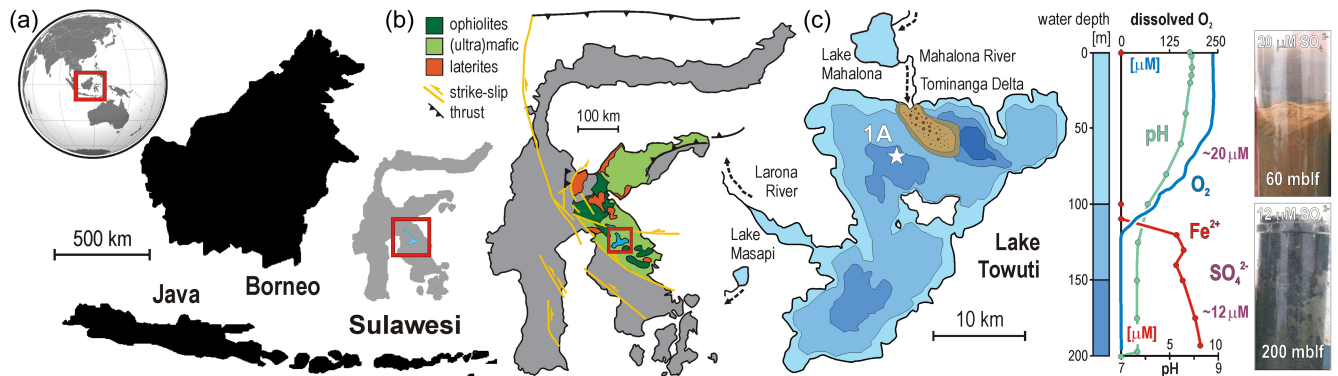 (a)
500 km
Java
Borneo
Sulawesi
(b)
ophiolites
(ultra)mafic
laterites
strike-slip
thrust
100 km
(c)
Lake
Mahalona
Mahalona River
Tominanga Delta
1A
Larona
River
Lake
Masapi
Lake
Towuti
10 km
water depth
[m]
0
50
100
150
200
dissolved O₂
0 125 250
[µM]
pH
~20 µM
O₂
Fe²⁺
SO₄²⁻
~12 µM
[µM]
5 10
7 pH 9
20 µM SO₄²⁻
60 mblf
12 µM SO₄²⁻
200 mblf